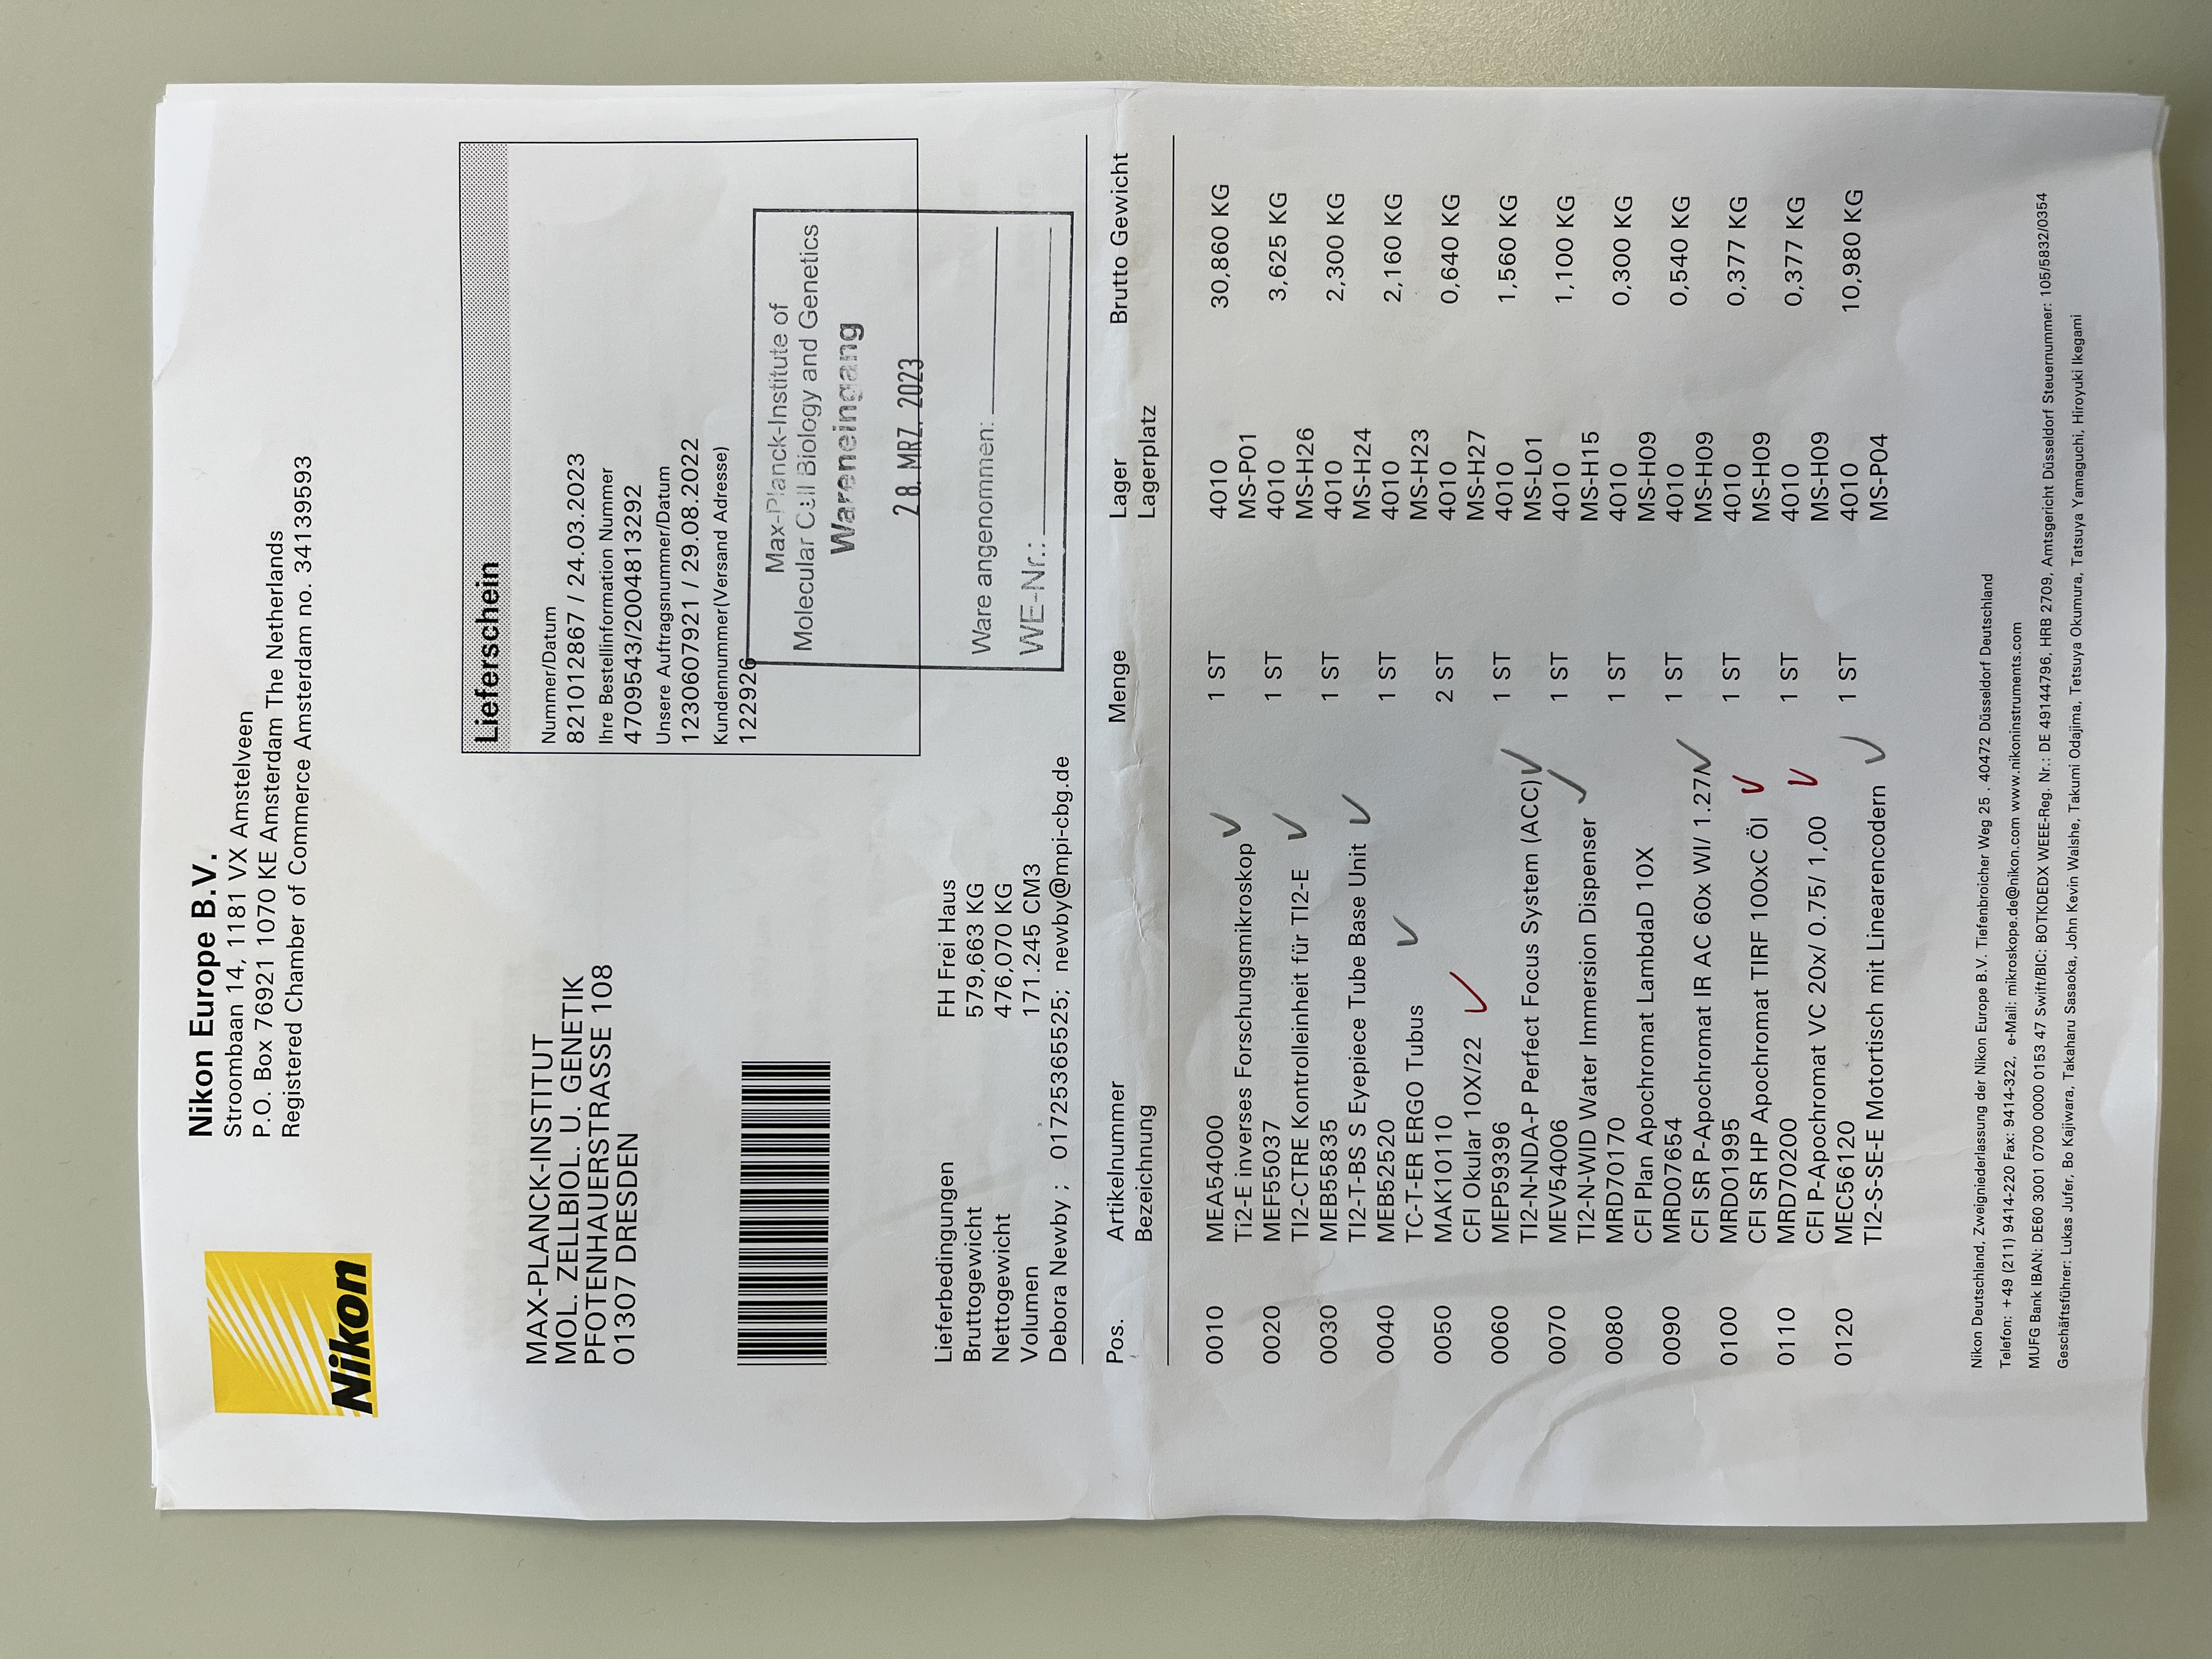 Nikon
Nikon Europe B.V.
Stroombaan 14, 1181 VX Amstelveen
P.O. Box 76921 1070 KE Amsterdam The Netherlands
Registered Chamber of Commerce Amsterdam no. 34139593
MAX-PLANCK-INSTITUT
MOL. ZELLBIOL. U. GENETIK
PFOTENHAUERSTRASSE 108
01307 DRESDEN
Lieferschein
Nummer/Datum
821012867 / 24.03.2023
Ihre Bestellinformation Nummer
4709543/2004813292
Unsere Auftragsnummer/Datum
1230607921 / 29.08.2022
Kundennummer(Versand Adresse)
122926
Max-Planck-Institute of
Molecular Cell Biology and Genetics
Wareneingang
28. MRZ. 2023
Ware angenommen:
WE-Nr.:
Lieferbedingungen FH Frei Haus
Bruttogewicht 579,663 KG
Nettogewicht 476,070 KG
Volumen 171.245 CM3
Debora Newby ; 01725365525; newby@mpi-cbg.de
Pos. Artikelnummer Menge Lager Brutto Gewicht
Bezeichnung Lagerplatz
0010 MEA54000 1 ST 4010 30,860 KG
Ti2-E inverses Forschungsmikroskop MS-P01
0020 MEF55037 1 ST 4010 3,625 KG
TI2-CTRE Kontrolleinheit für TI2-E MS-H26
0030 MEB55835 1 ST 4010 2,300 KG
TI2-T-BS S Eyepiece Tube Base Unit MS-H24
0040 MEB52520 1 ST 4010 2,160 KG
TC-T-ER ERGO Tubus MS-H23
0050 MAK10110 2 ST 4010 0,640 KG
CFI Okular 10X/22 MS-H27
0060 MEP59396 1 ST 4010 1,560 KG
TI2-N-NDA-P Perfect Focus System (ACC) MS-L01
0070 MEV54006 1 ST 4010 1,100 KG
TI2-N-WID Water Immersion Dispenser MS-H15
0080 MRD70170 1 ST 4010 0,300 KG
CFI Plan Apochromat LambdaD 10X MS-H09
0090 MRD07654 1 ST 4010 0,540 KG
CFI SR P-Apochromat IR AC 60x WI/ 1.27N MS-H09
0100 MRD01995 1 ST 4010 0,377 KG
CFI SR HP Apochromat TIRF 100xC Öl MS-H09
0110 MRD70200 1 ST 4010 0,377 KG
CFI P-Apochromat VC 20x/ 0.75/ 1,00 MS-H09
0120 MEC56120 1 ST 4010 10,980 KG
TI2-S-SE-E Motortisch mit Linearencodern MS-P04
Nikon Deutschland, Zweigniederlassung der Nikon Europe B.V. Tiefenbroicher Weg 25 . 40472 Düsseldorf Deutschland
Telefon: +49 (211) 9414-220 Fax: 9414-322, e-Mail: mikroskope.de@nikon.com www.nikoninstruments.com
MUFG Bank IBAN: DE60 3001 0700 0000 0153 47 Swift/BIC: BOTKDEDX WEEE-Reg. Nr.: DE 49144796, HRB 2709, Amtsgericht Düsseldorf Steuernummer: 105/5832/0354
Geschäftsführer: Lukas Jufer, Bo Kajiwara, Takaharu Sasaoka, John Kevin Walshe, Takumi Odajima, Tetsuya Okumura, Tatsuya Yamaguchi, Hiroyuki Ikegami